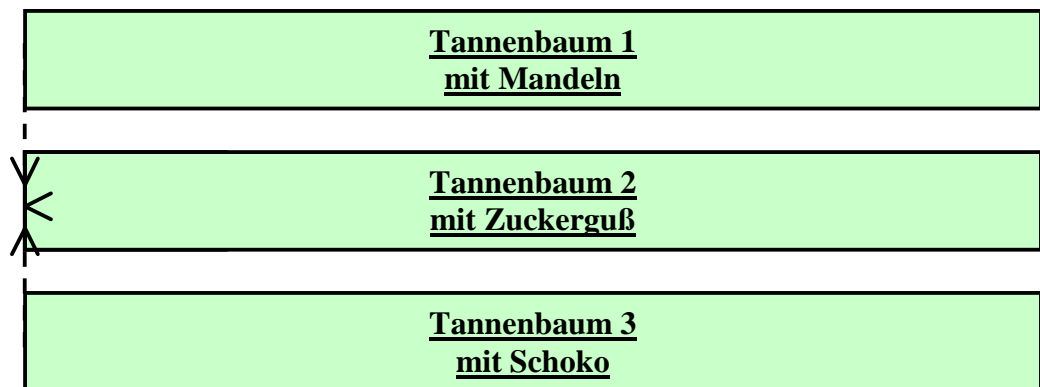 Tannenbaum 1
mit Mandeln
Tannenbaum 2
mit Zuckerguß
Tannenbaum 3
mit Schoko